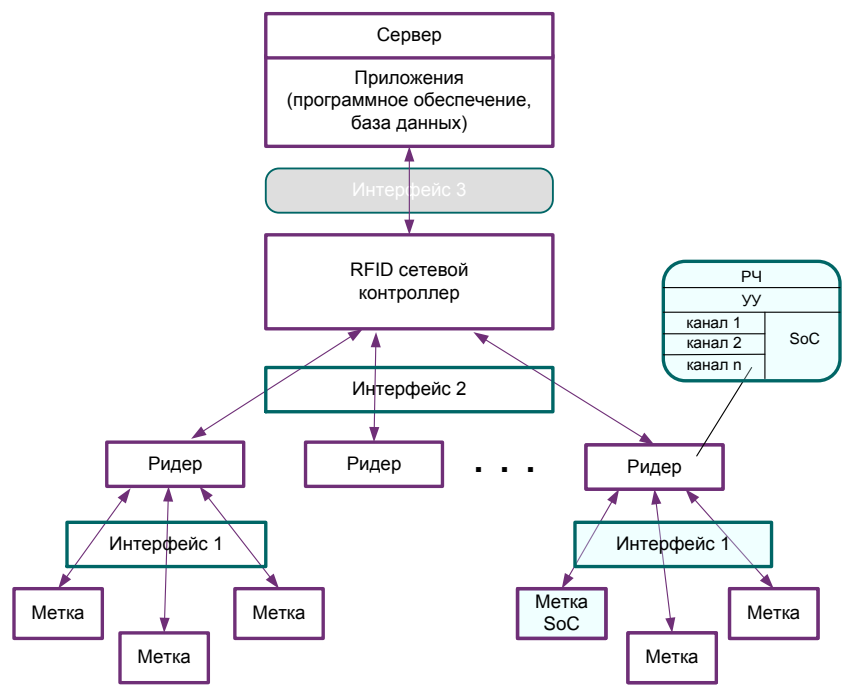 Сервер
Приложения
(программное обеспечение,
база данных)
Интерфейс 3
RFID сетевой
контроллер
РЧ
УУ
канал 1
канал 2
канал n
SoC
Интерфейс 2
Ридер
Ридер
. . .
Ридер
Интерфейс 1
Интерфейс 1
Метка
Метка
Метка
Метка
SoC
Метка
Метка